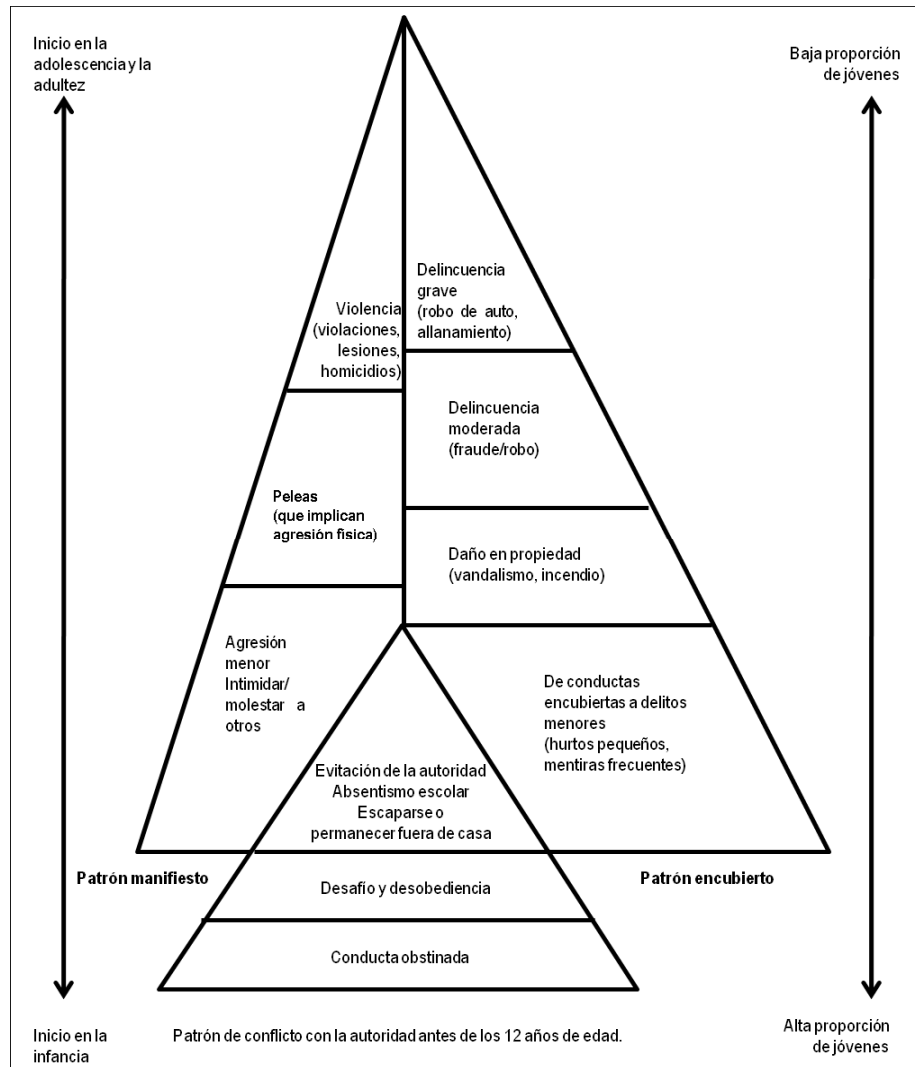 Inicio en la
adolescencia y la
adultez
Baja proporción
de jóvenes
Delincuencia
grave
(robo de auto,
allanamiento)
Violencia
(violaciones,
lesiones,
homicidios)
Delincuencia
moderada
(fraude/robo)
Peleas
(que implican
agresión física)
Daño en propiedad
(vandalismo, incendio)
Agresión
menor
Intimidar/
molestar a
otros
De conductas
encubiertas a delitos
menores
(hurtos pequeños,
mentiras frecuentes)
Evitación de la autoridad
Absentismo escolar
Escaparse o
permanecer fuera de casa
Patrón manifiesto
Patrón encubierto
Desafío y desobediencia
Conducta obstinada
Inicio en la
infancia
Patrón de conflicto con la autoridad antes de los 12 años de edad.
Alta proporción
de jóvenes